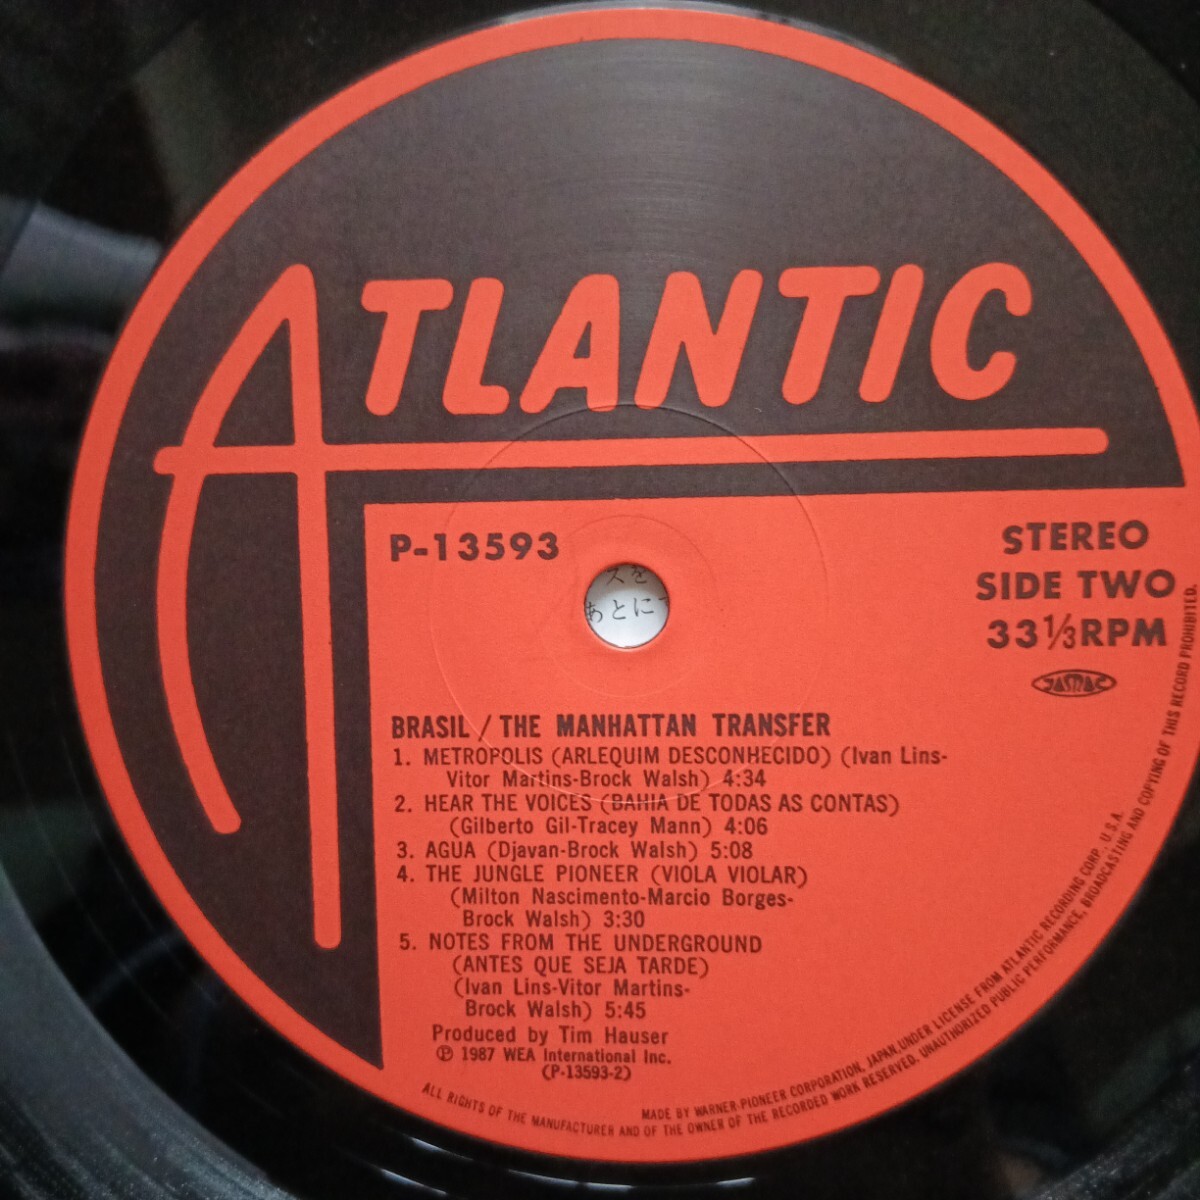 ATLANTIC
P-13593
STEREO
SIDE TWO
33 1/3 RPM
JASRAC
スを
あとに
BRASIL / THE MANHATTAN TRANSFER
1. METROPOLIS (ARLEQUIM DESCONHECIDO) (Ivan Lins-
Vitor Martins-Brock Walsh) 4:34
2. HEAR THE VOICES (BAHIA DE TODAS AS CONTAS)
(Gilberto Gil-Tracey Mann) 4:06
3. AGUA (Djavan-Brock Walsh) 5:08
4. THE JUNGLE PIONEER (VIOLA VIOLAR)
(Milton Nascimento-Marcio Borges-
Brock Walsh) 3:30
5. NOTES FROM THE UNDERGROUND
(ANTES QUE SEJA TARDE)
(Ivan Lins-Vitor Martins-
Brock Walsh) 5:45
Produced by Tim Hauser
℗ 1987 WEA International Inc.
(P-13593-2)
MADE BY WARNER-PIONEER CORPORATION, JAPAN, UNDER LICENSE FROM ATLANTIC RECORDING CORP., U.S.A.
ALL RIGHTS OF THE MANUFACTURER AND OF THE OWNER OF THE RECORDED WORK RESERVED. UNAUTHORIZED PUBLIC PERFORMANCE, BROADCASTING AND COPYING OF THIS RECORD PROHIBITED.